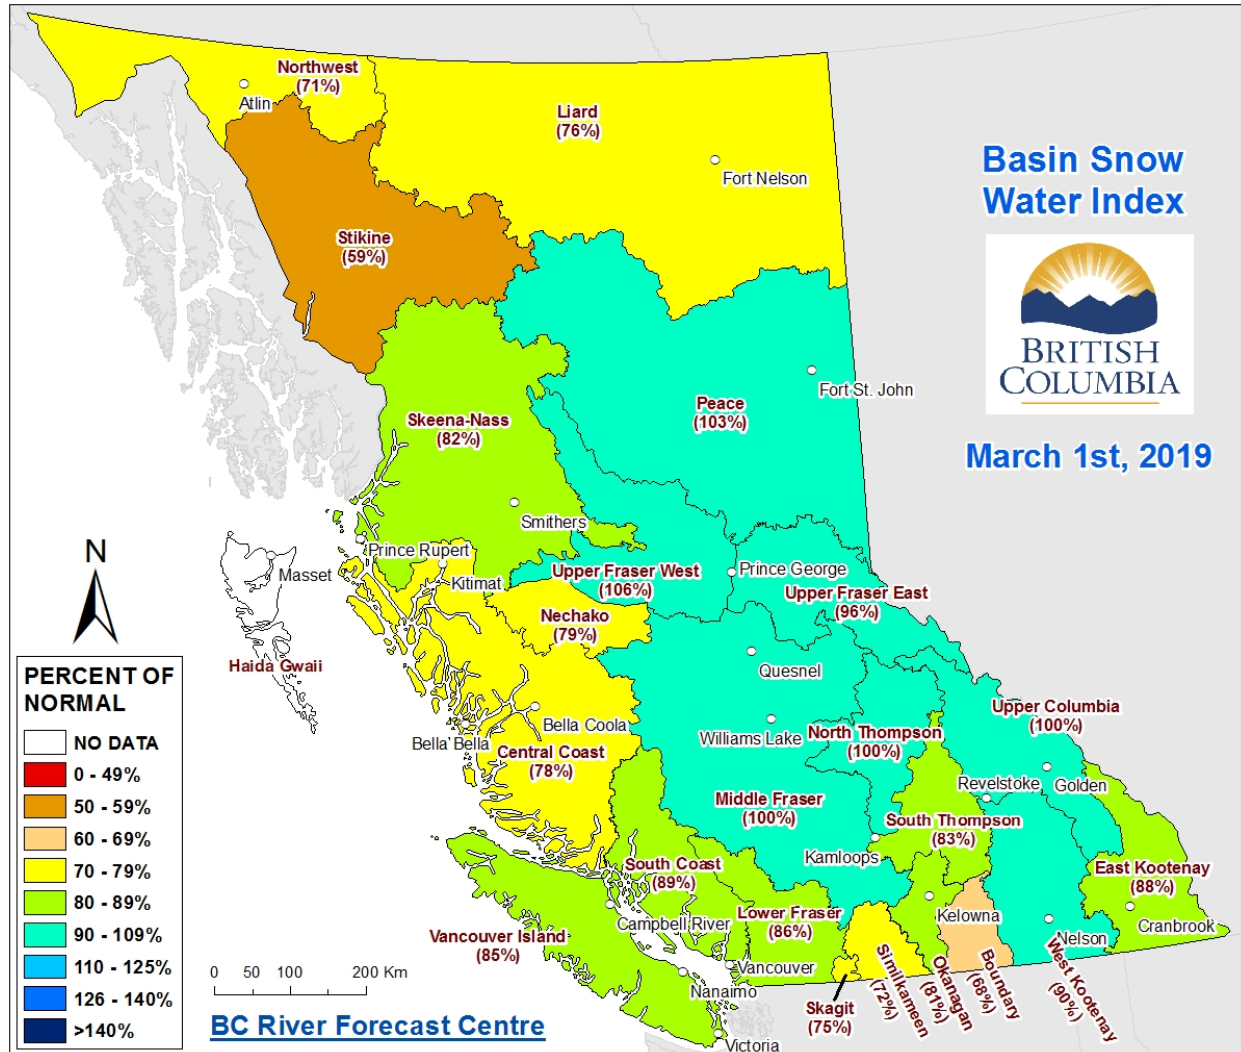 Northwest
(71%)
Atlin
Liard
(76%)
Fort Nelson
Basin Snow
Water Index
BRITISH
COLUMBIA
March 1st, 2019
Stikine
(59%)
Fort St. John
Peace
(103%)
Skeena-Nass
(82%)
Smithers
N
Masset
Prince Rupert
Kitimat
Upper Fraser West
(106%)
Prince George
Upper Fraser East
(96%)
Nechako
(79%)
Haida Gwaii
Quesnel
Bella Coola
Bella Bella
Central Coast
(78%)
Williams Lake
North Thompson
(100%)
Upper Columbia
(100%)
Revelstoke
Golden
Middle Fraser
(100%)
South Thompson
(83%)
Kamloops
South Coast
(89%)
East Kootenay
(88%)
Campbell River
Lower Fraser
(86%)
Kelowna
Nelson
Cranbrook
Vancouver Island
(85%)
Vancouver
Nanaimo
Victoria
Skagit
(75%)
Similkameen
(72%)
Okanagan
(81%)
Boundary
(68%)
West Kootenay
(90%)
PERCENT OF
NORMAL
NO DATA
0 - 49%
50 - 59%
60 - 69%
70 - 79%
80 - 89%
90 - 109%
110 - 125%
126 - 140%
>140%
0 50 100 200 Km
BC River Forecast Centre